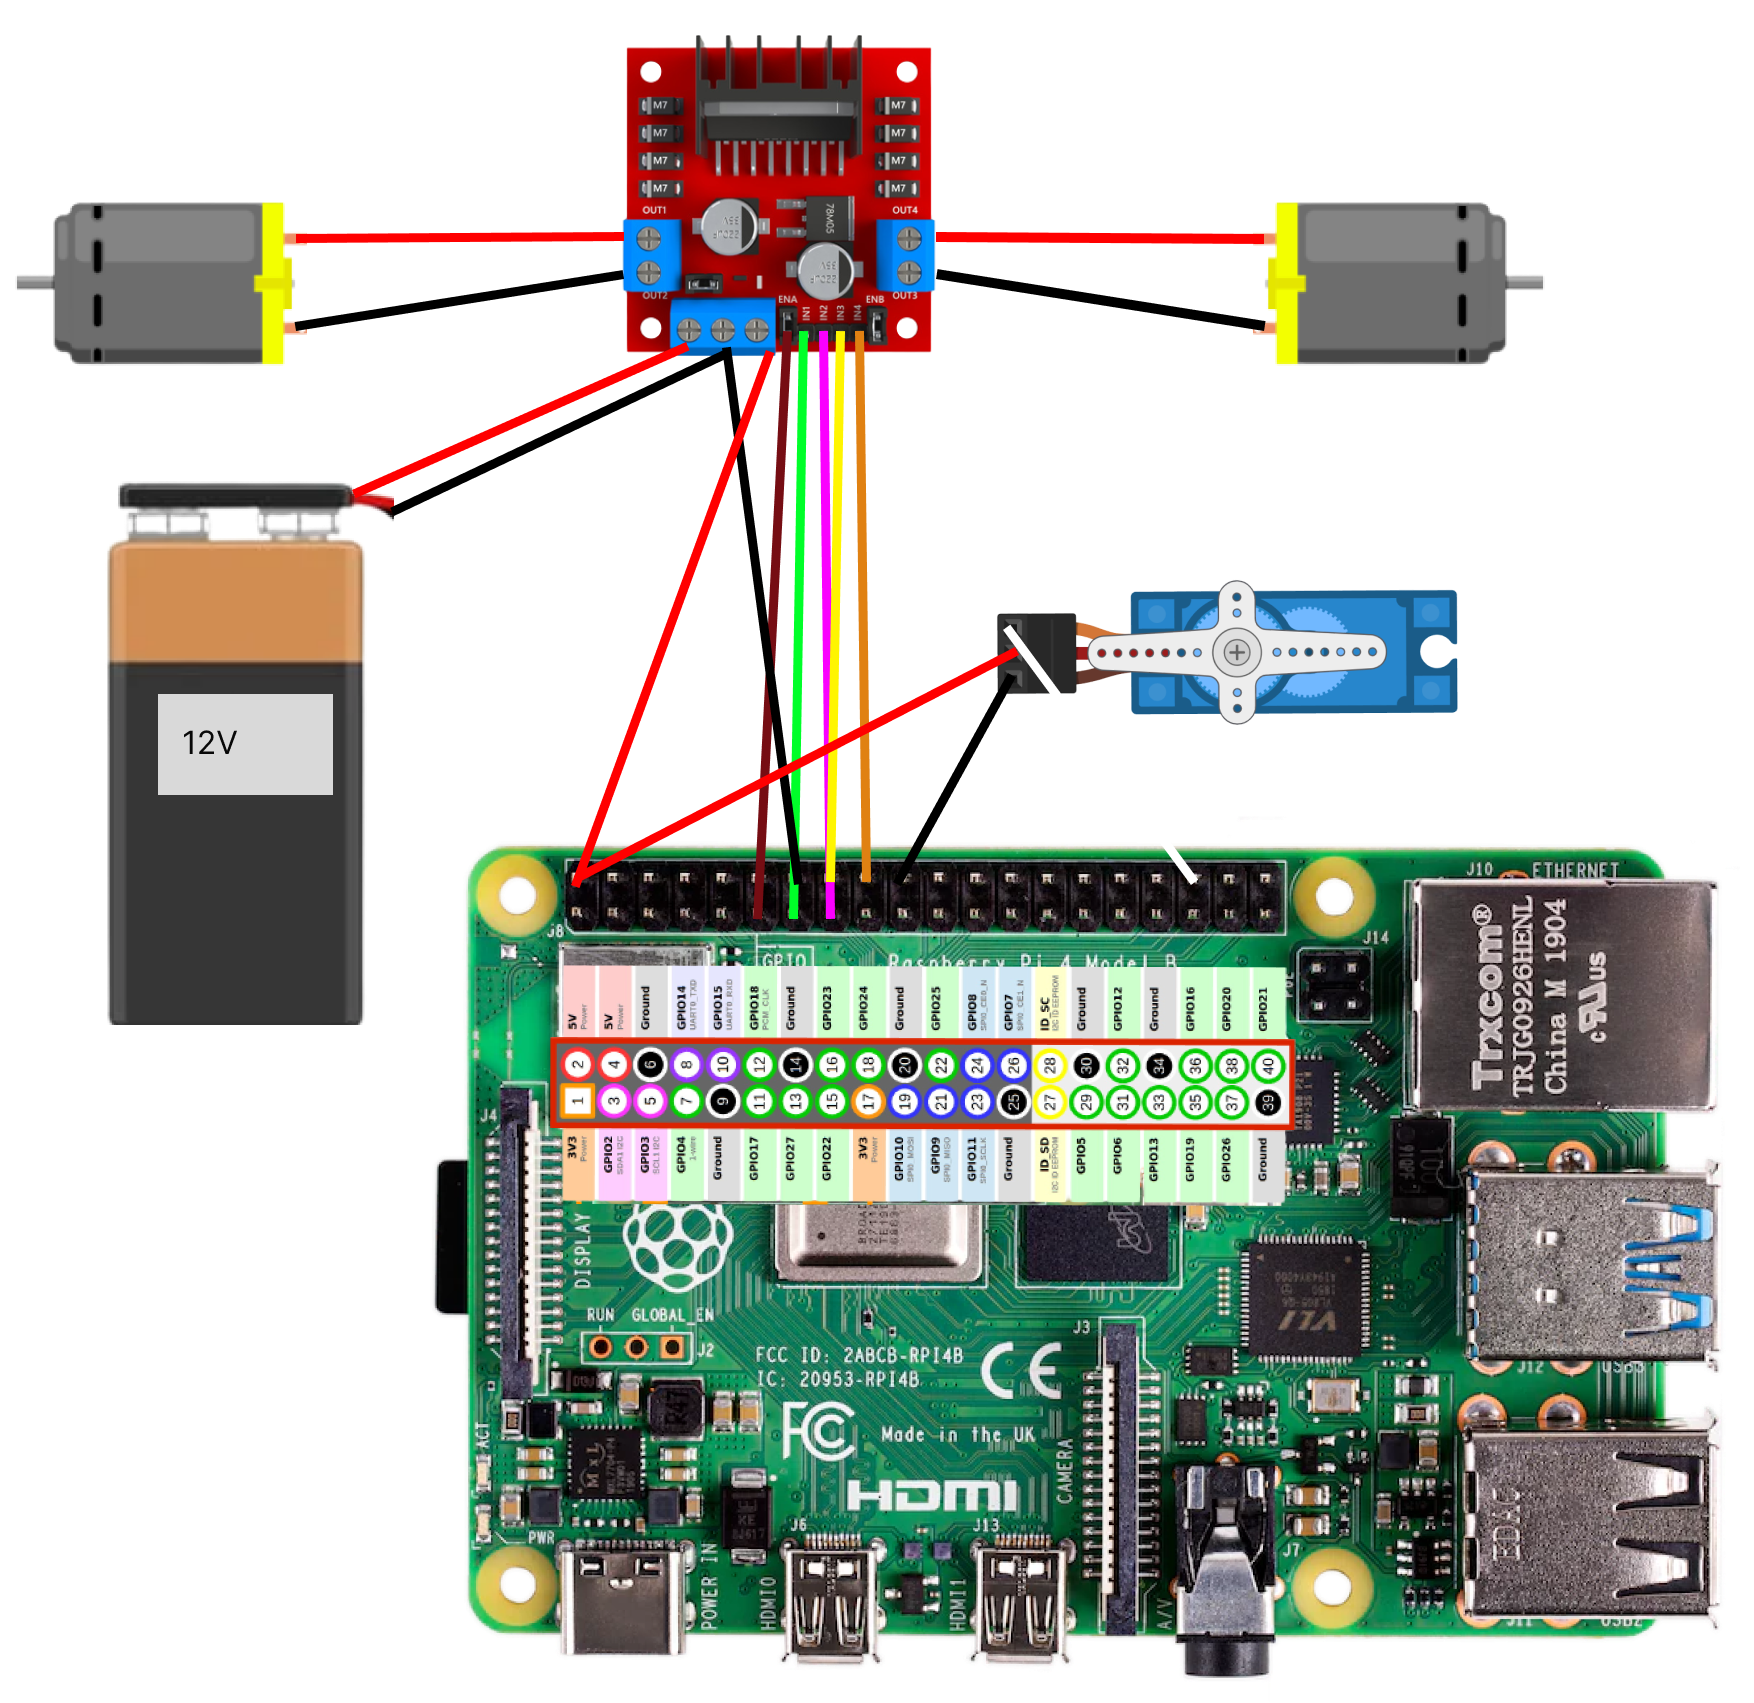 M7
M7
M7
M7
M7
M7
M7
M7
OUT1
OUT4
78M05
OUT2
OUT3
ENA
IN1
IN2
IN3
IN4
ENB
12V
J8
GPIO
Raspberry Pi 4 Model B
J10
ETHERNET
J14
Trxcom®
TRJG0926HENL
China M 1904
5V Power
5V Power
Ground
GPIO14 UART0_TXD
GPIO15 UART0_RXD
GPIO18 PCM_CLK
Ground
GPIO23
GPIO24
Ground
GPIO25
GPIO8 SPI0_CE0_N
GPIO7 SPI0_CE1_N
ID_SC I2C ID EEPROM
Ground
GPIO12
Ground
GPIO16
GPIO20
GPIO21
2 4 6 8 10 12 14 16 18 20 22 24 26 28 30 32 34 36 38 40
1 3 5 7 9 11 13 15 17 19 21 23 25 27 29 31 33 35 37 39
3V3 Power
GPIO2 SDA1 I2C
GPIO3 SCL1 I2C
GPIO4 1-wire
Ground
GPIO17
GPIO27
GPIO22
3V3 Power
GPIO10 SPI0_MOSI
GPIO9 SPI0_MISO
GPIO11 SPI0_SCLK
Ground
ID_SD I2C ID EEPROM
GPIO5
GPIO6
GPIO13
GPIO19
GPIO26
Ground
J4
DISPLAY
RUN
GLOBAL_EN
J2
J3
VLI
FCC ID: 2ABCB-RPI4B
IC: 20953-RPI4B
CE
FC
Made in the UK
HDMI
CAMERA
J12
USB3
ACT
PWR
R47
MxL
POWER IN
J6
HDMI0
J13
HDMI1
A/V
J7
EDAC
J11
USB2